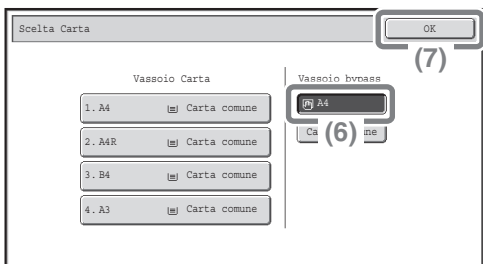 Scelta Carta
OK
(7)
Vassoio Carta
Vassoio bypass
1. A4 Carta comune
A4
2. A4R Carta comune
(6)
3. B4 Carta comune
4. A3 Carta comune